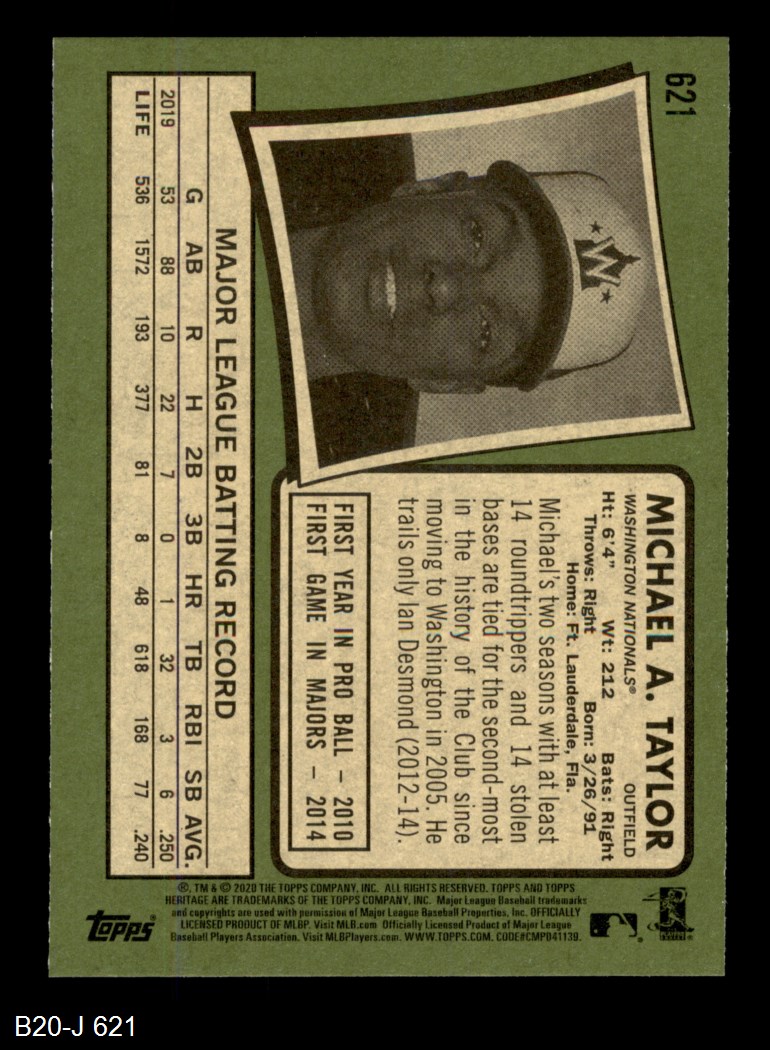 621
MICHAEL A. TAYLOR
WASHINGTON NATIONALS® OUTFIELD
Ht: 6'4" Wt: 212 Bats: Right
Throws: Right Born: 3/26/91
Home: Ft. Lauderdale, Fla.
Michael's two seasons with at least
14 roundtrippers and 14 stolen
bases are tied for the second-most
in the history of the Club since
moving to Washington in 2005. He
trails only Ian Desmond (2012-14).
FIRST YEAR IN PRO BALL – 2010
FIRST GAME IN MAJORS – 2014
W
MAJOR LEAGUE BATTING RECORD
G AB R H 2B 3B HR TB RBI SB AVG.
2019 53 88 10 22 7 0 1 32 3 6 .250
LIFE 536 1572 193 377 81 8 48 618 168 77 .240
®, TM & © 2020 THE TOPPS COMPANY, INC. ALL RIGHTS RESERVED. TOPPS AND TOPPS
HERITAGE ARE TRADEMARKS OF THE TOPPS COMPANY, INC. Major League Baseball trademarks
and copyrights are used with permission of Major League Baseball Properties, Inc. OFFICIALLY
LICENSED PRODUCT OF MLBP. Visit MLB.com Officially Licensed Product of Major League
Baseball Players Association. Visit MLBPlayers.com. WWW.TOPPS.COM. CODE#CMPD41139.
TOPPS®
B20-J 621